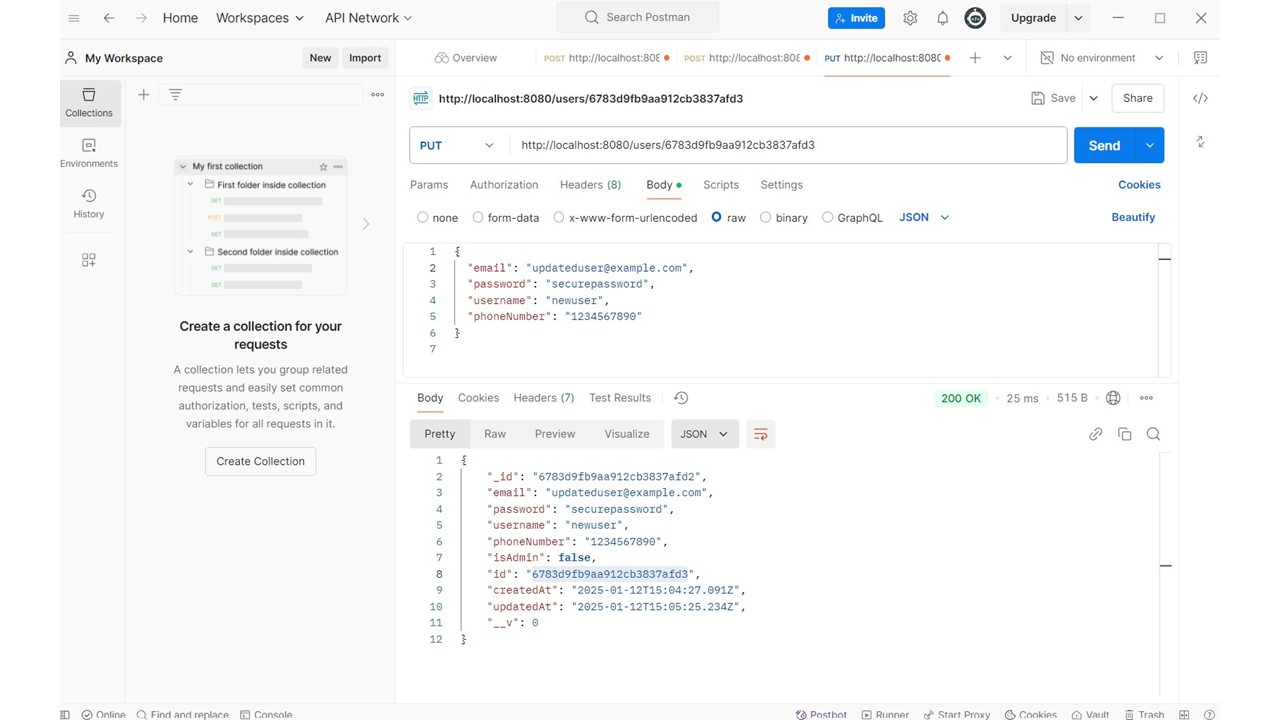 Home Workspaces API Network Search Postman Invite Upgrade
My Workspace New Import Overview POST http://localhost:808 POST http://localhost:808 PUT http://localhost:8080 No environment
Collections
Environments
History
My first collection
First folder inside collection
GET
POST
GET
Second folder inside collection
GET
GET
Create a collection for your
requests
A collection lets you group related
requests and easily set common
authorization, tests, scripts, and
variables for all requests in it.
Create Collection
HTTP http://localhost:8080/users/6783d9fb9aa912cb3837afd3 Save Share
PUT http://localhost:8080/users/6783d9fb9aa912cb3837afd3 Send
Params Authorization Headers (8) Body Scripts Settings Cookies
none form-data x-www-form-urlencoded raw binary GraphQL JSON Beautify
1 {
2 "email": "updateduser@example.com",
3 "password": "securepassword",
4 "username": "newuser",
5 "phoneNumber": "1234567890"
6 }
7
Body Cookies Headers (7) Test Results 200 OK 25 ms 515 B
Pretty Raw Preview Visualize JSON
1 {
2 "_id": "6783d9fb9aa912cb3837afd2",
3 "email": "updateduser@example.com",
4 "password": "securepassword",
5 "username": "newuser",
6 "phoneNumber": "1234567890",
7 "isAdmin": false,
8 "id": "6783d9fb9aa912cb3837afd3",
9 "createdAt": "2025-01-12T15:04:27.091Z",
10 "updatedAt": "2025-01-12T15:05:25.234Z",
11 "__v": 0
12 }
Online Find and replace Console Postbot Runner Start Proxy Cookies Vault Trash